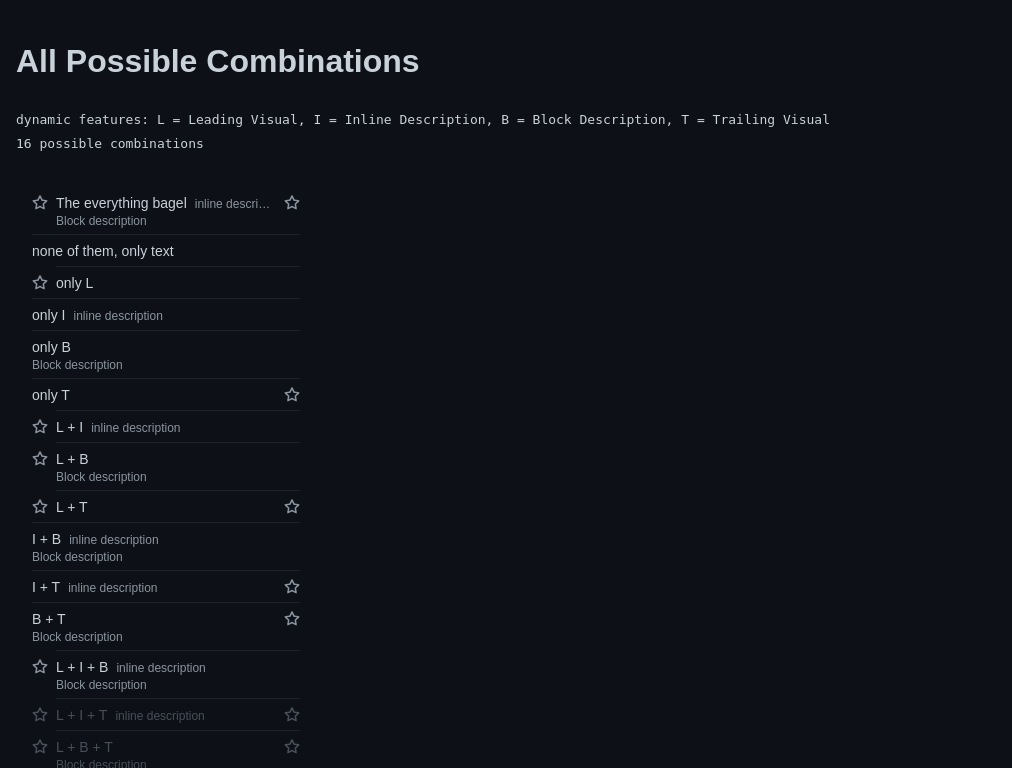 All Possible Combinations
dynamic features: L = Leading Visual, I = Inline Description, B = Block Description, T = Trailing Visual
16 possible combinations
The everything bagel inline descri…
Block description
none of them, only text
only L
only I inline description
only B
Block description
only T
L + I inline description
L + B
Block description
L + T
I + B inline description
Block description
I + T inline description
B + T
Block description
L + I + B inline description
Block description
L + I + T inline description
L + B + T
Block description